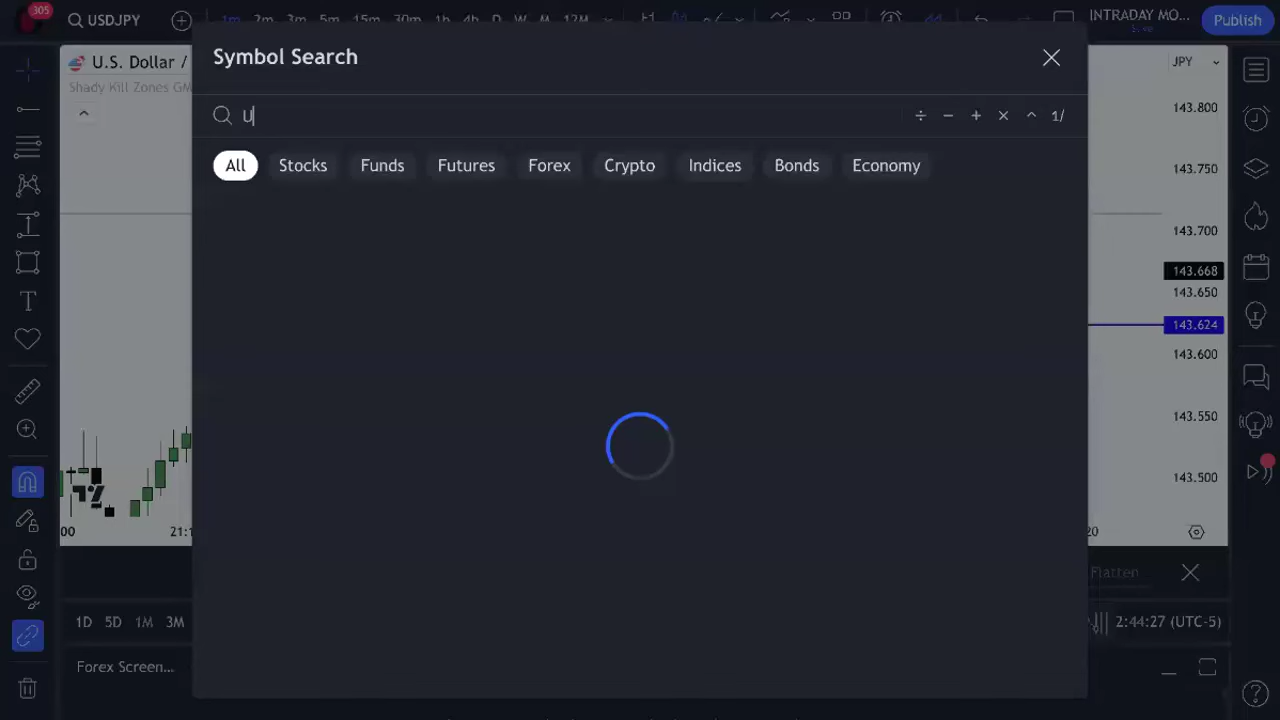 305
USDJPY
1m 2m 3m 5m 15m 30m 1h 4h D W M 12M
INTRADAY MO...
Publish
Symbol Search
U
÷ − + × ^ 1/
All Stocks Funds Futures Forex Crypto Indices Bonds Economy
U.S. Dollar /
Shady Kill Zones GM
JPY
143.800
143.750
143.700
143.668
143.650
143.624
143.600
143.550
143.500
00
21:1
20
Flatten
1D 5D 1M 3M
2:44:27 (UTC-5)
Forex Screen...